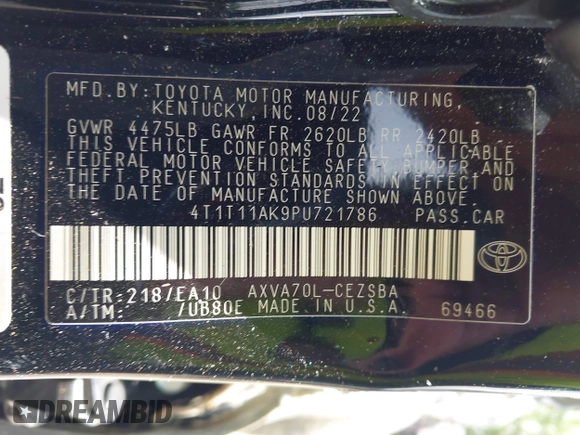 MFD.BY:TOYOTA MOTOR MANUFACTURING,
KENTUCKY,INC.08/22
GVWR 4475LB GAWR FR 2620LB RR 2420LB
THIS VEHICLE CONFORMS TO ALL APPLICABLE
FEDERAL MOTOR VEHICLE SAFETY,BUMPER,AND
THEFT PREVENTION STANDARDS IN EFFECT ON
THE DATE OF MANUFACTURE SHOWN ABOVE.
4T1T11AK9PU721786 PASS.CAR
C/TR:2187EA10 AXVA70L-CEZSBA
A/TM: /UB80E MADE IN U.S.A. 69466
DREAMBID